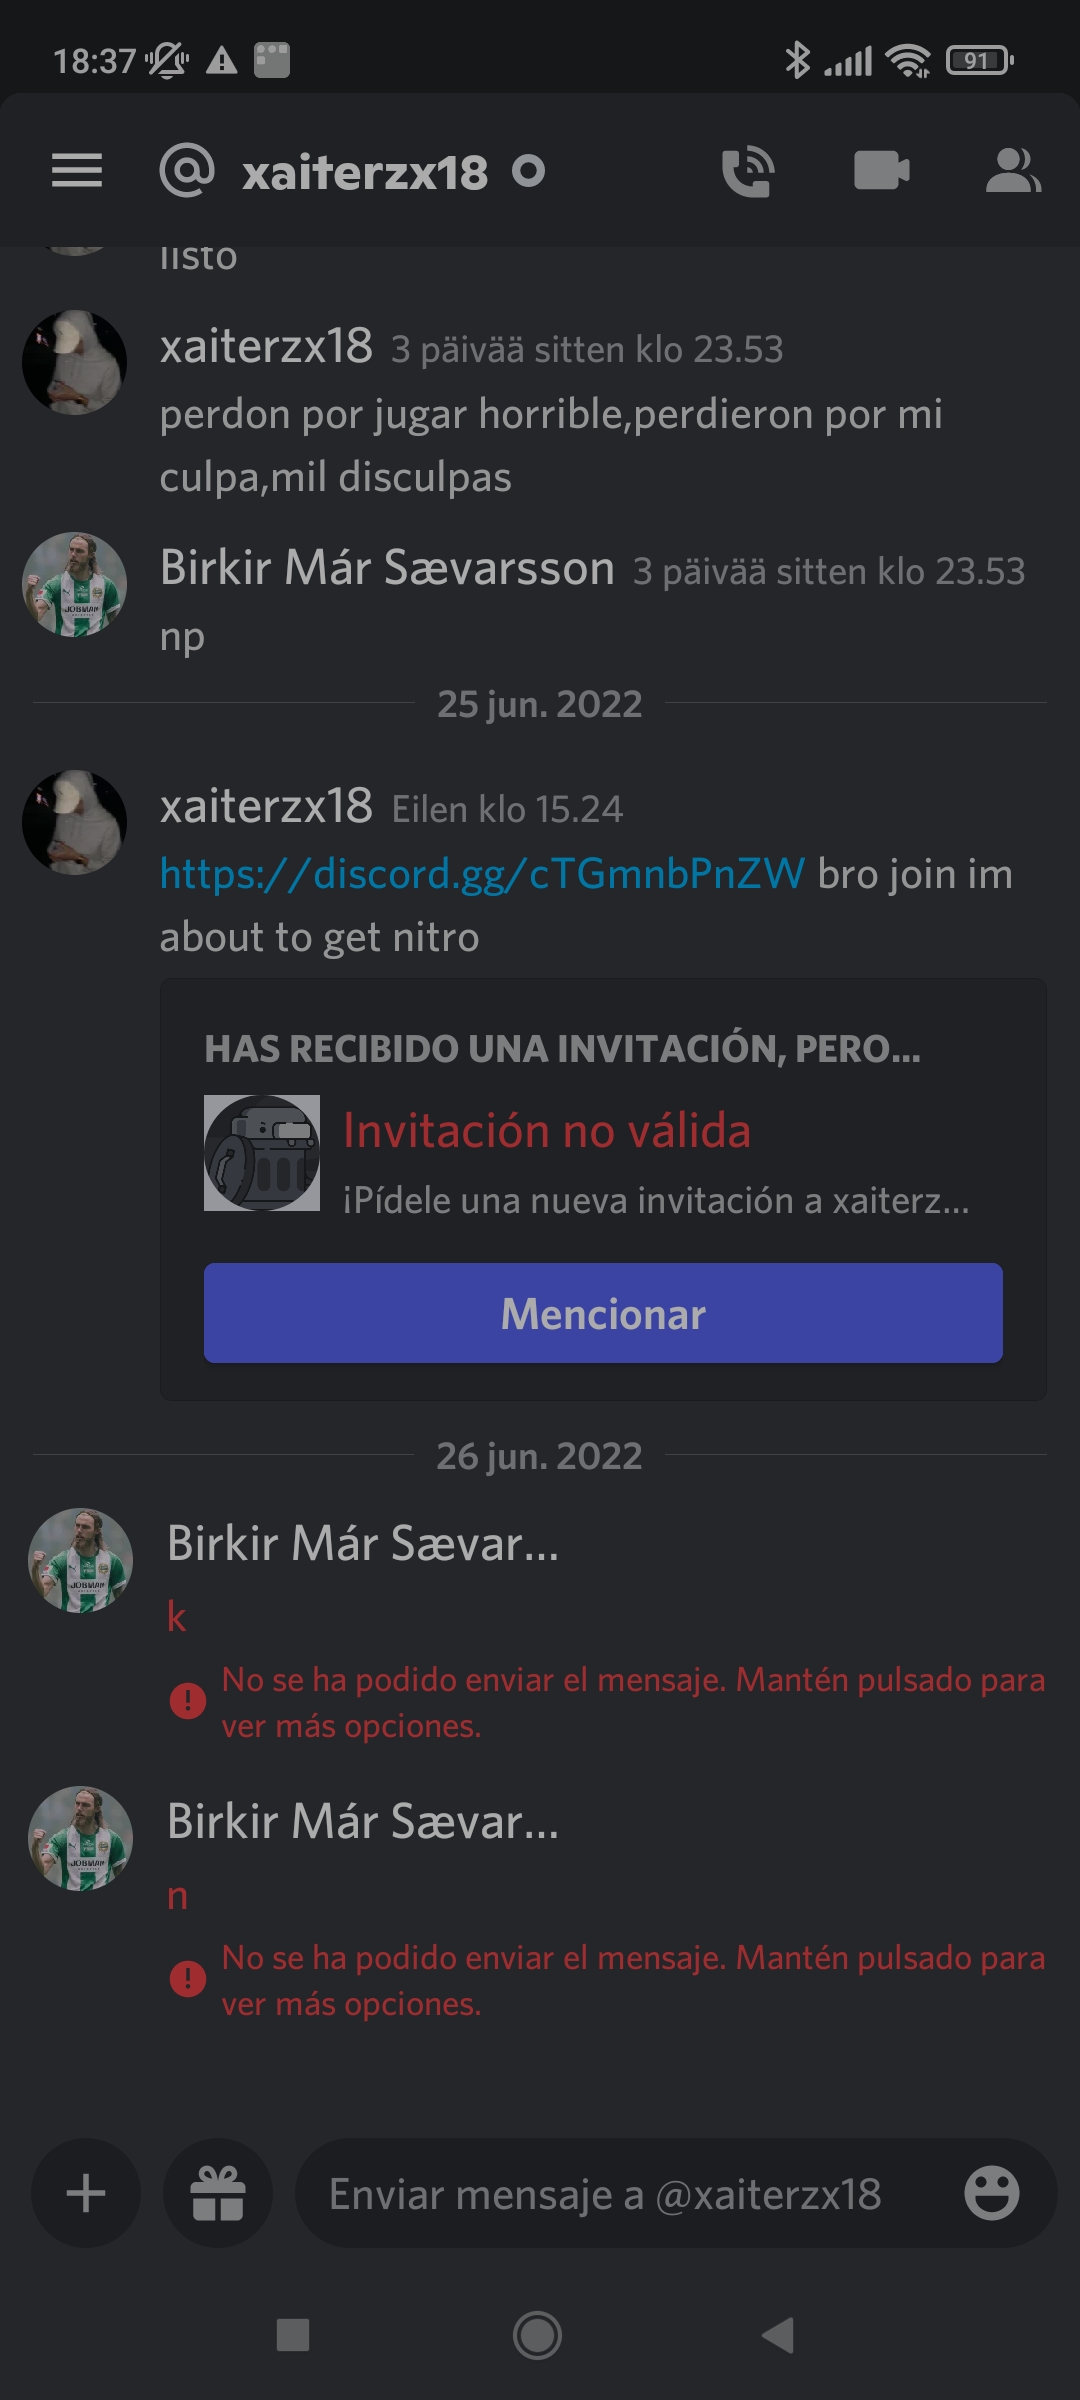 18:37
91
xaiterzx18
listo
xaiterzx18 3 päivää sitten klo 23.53
perdon por jugar horrible,perdieron por mi
culpa,mil disculpas
Birkir Már Sævarsson 3 päivää sitten klo 23.53
np
25 jun. 2022
xaiterzx18 Eilen klo 15.24
https://discord.gg/cTGmnbPnZW bro join im
about to get nitro
HAS RECIBIDO UNA INVITACIÓN, PERO...
Invitación no válida
¡Pídele una nueva invitación a xaiterz...
Mencionar
26 jun. 2022
Birkir Már Sævar...
k
No se ha podido enviar el mensaje. Mantén pulsado para
ver más opciones.
Birkir Már Sævar...
n
No se ha podido enviar el mensaje. Mantén pulsado para
ver más opciones.
Enviar mensaje a @xaiterzx18